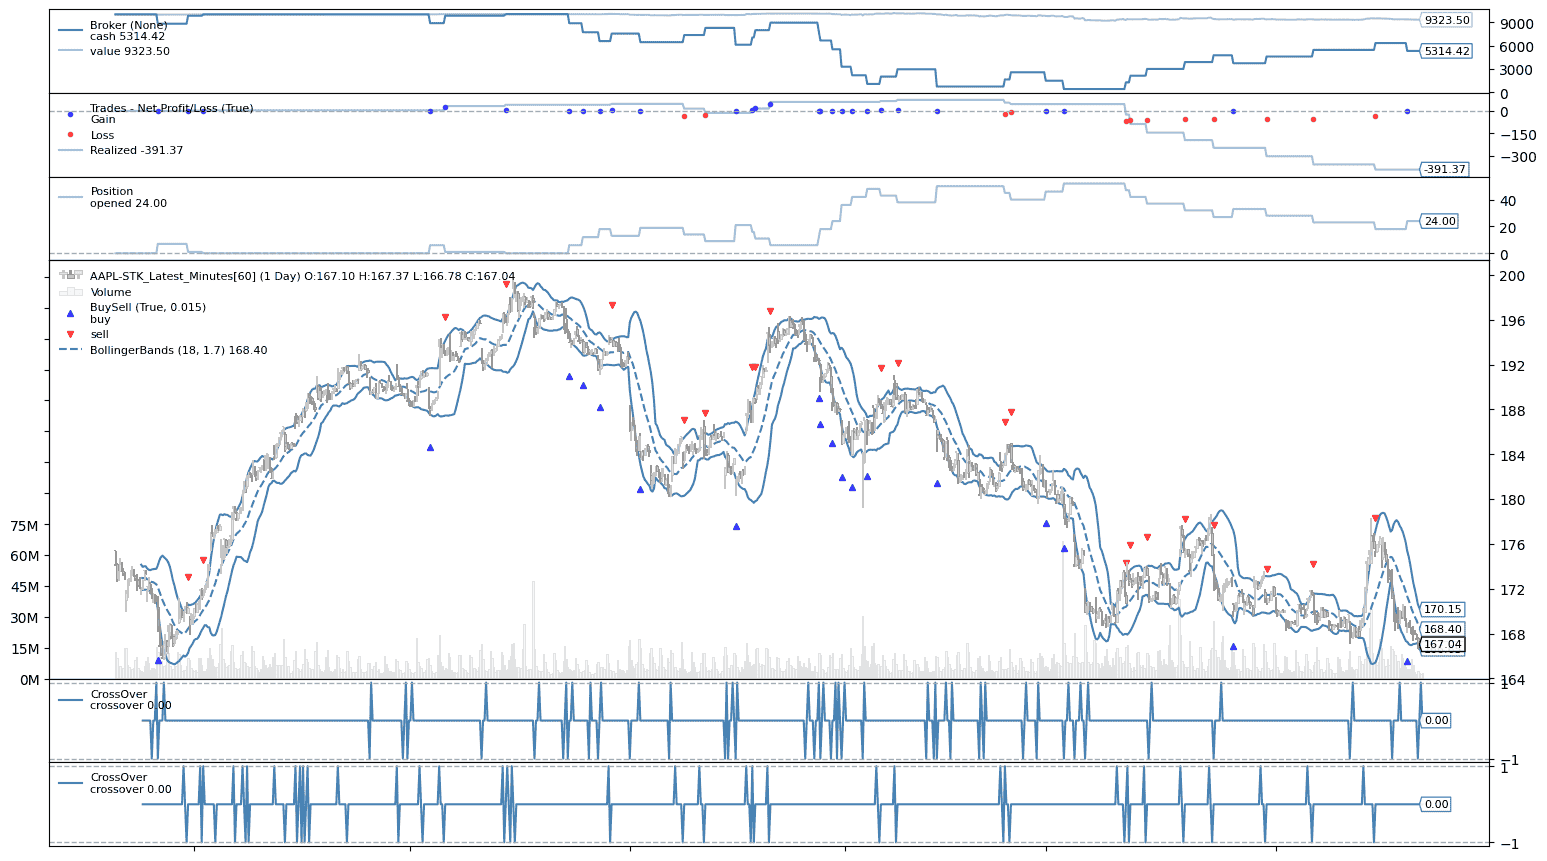 Broker (None)
cash 5314.42
value 9323.50
9323.50
9000
6000
5314.42
3000
0
Trades - Net Profit/Loss (True)
Gain
Loss
Realized -391.37
0
−150
−300
-391.37
Position
opened 24.00
40
20
0
24.00
AAPL-STK_Latest_Minutes[60] (1 Day) O:167.10 H:167.37 L:166.78 C:167.04
Volume
BuySell (True, 0.015)
buy
sell
BollingerBands (18, 1.7) 168.40
200
196
192
188
184
180
176
172
168
164
75M
60M
45M
30M
15M
0M
170.15
168.40
167.04
CrossOver
crossover 0.00
1
0.00
−1
CrossOver
crossover 0.00
1
0.00
−1